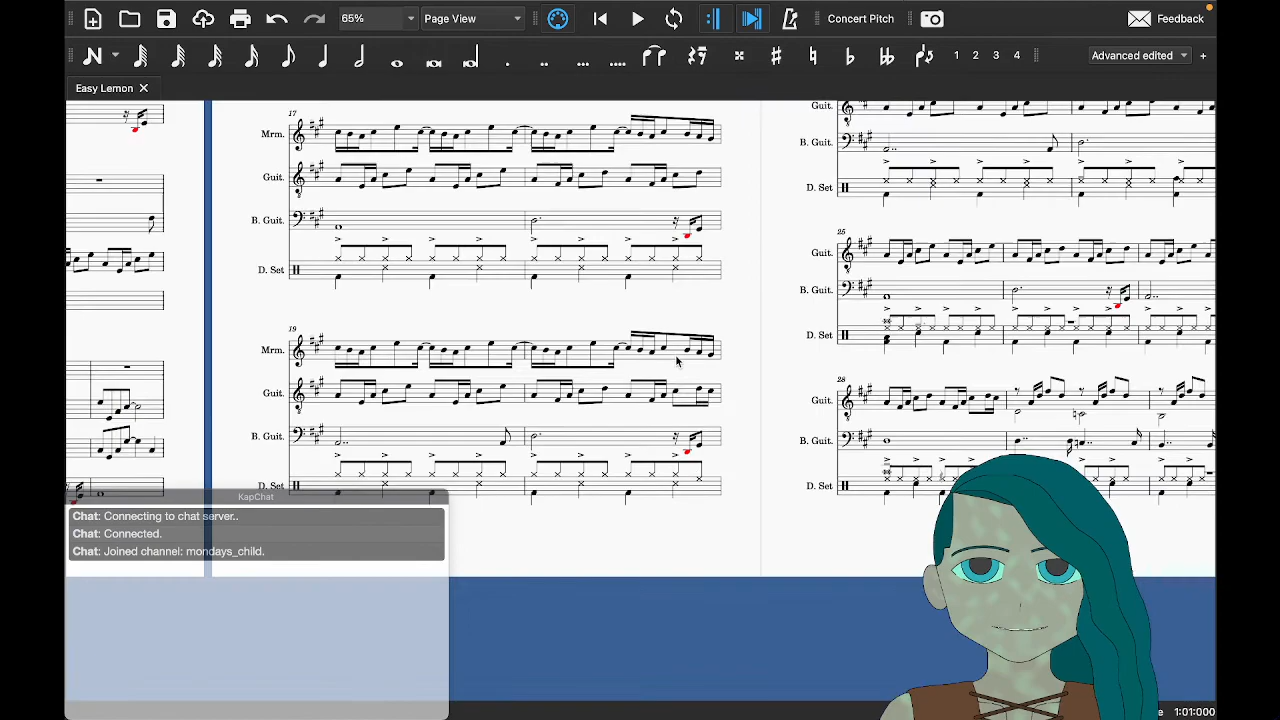 65% Page View Concert Pitch Feedback
1 2 3 4 Advanced edited +
Easy Lemon
17
Mrm.
Guit.
B. Guit.
D. Set
19
Mrm.
Guit.
B. Guit.
D. Set
Guit.
B. Guit.
D. Set
25
Guit.
B. Guit.
D. Set
28
Guit.
B. Guit.
D. Set
KapChat
Chat: Connecting to chat server..
Chat: Connected.
Chat: Joined channel: mondays_child.
1:01:000